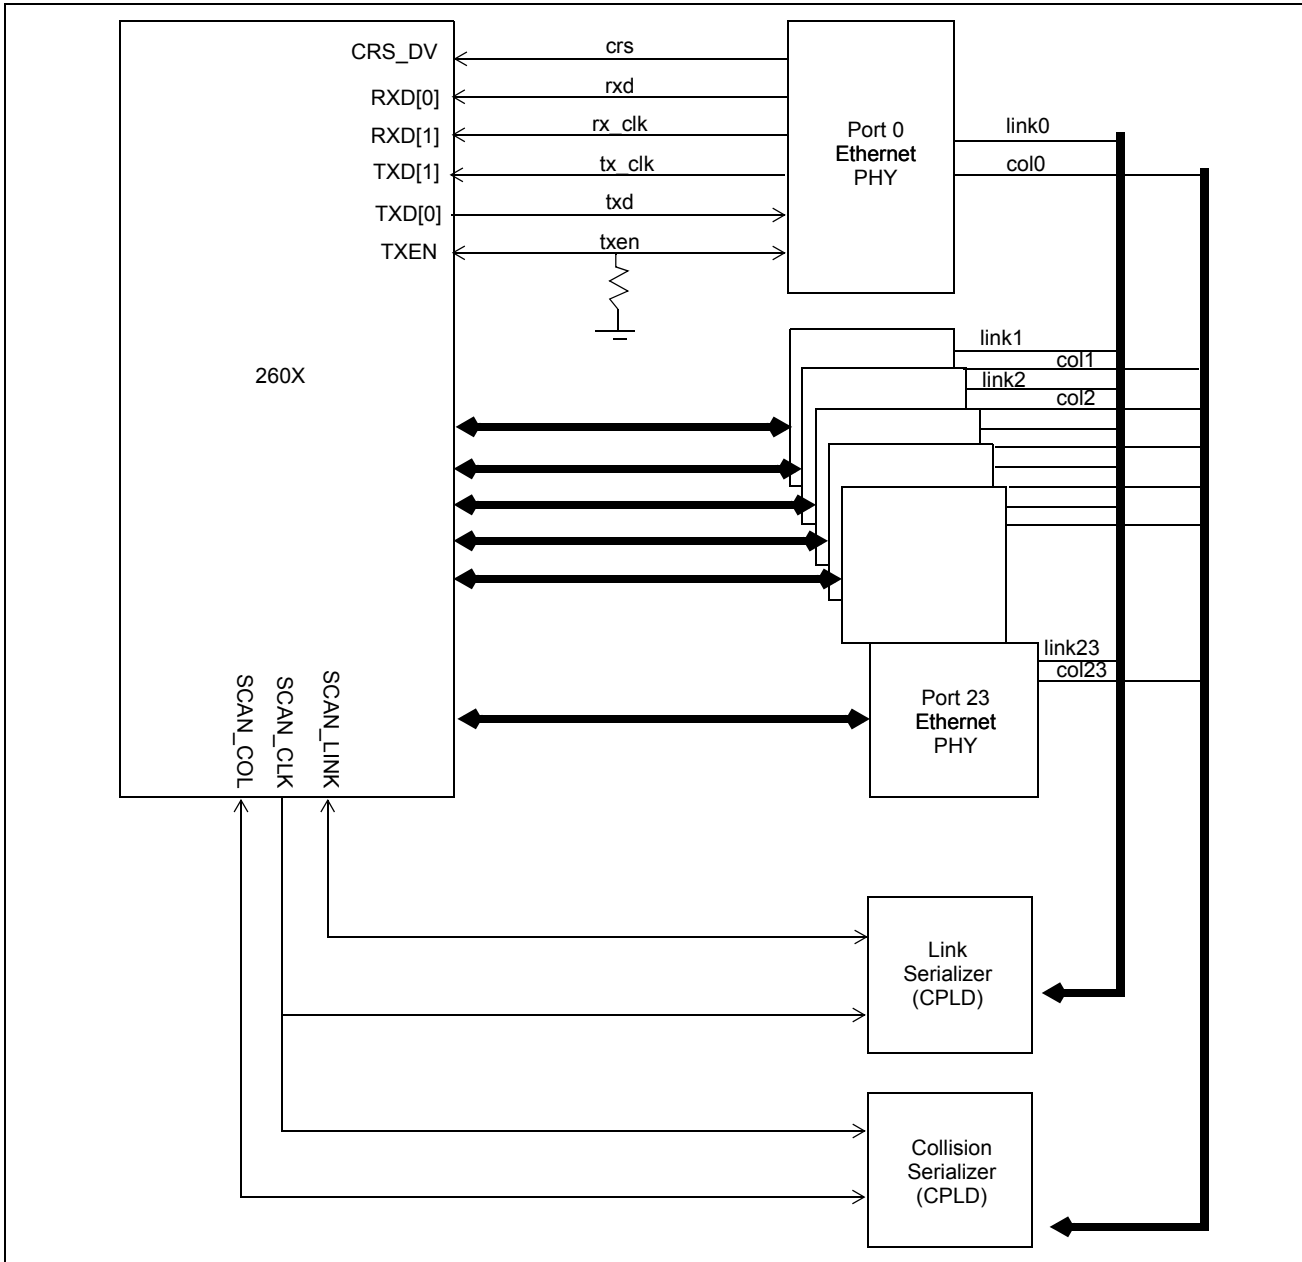 CRS_DV
crs
RXD[0]
rxd
RXD[1]
rx_clk
TXD[1]
tx_clk
TXD[0]
txd
TXEN
txen
Port 0
Ethernet
PHY
link0
col0
260X
link1
col1
link2
col2
link23
col23
Port 23
Ethernet
PHY
SCAN_COL
SCAN_CLK
SCAN_LINK
Link
Serializer
(CPLD)
Collision
Serializer
(CPLD)